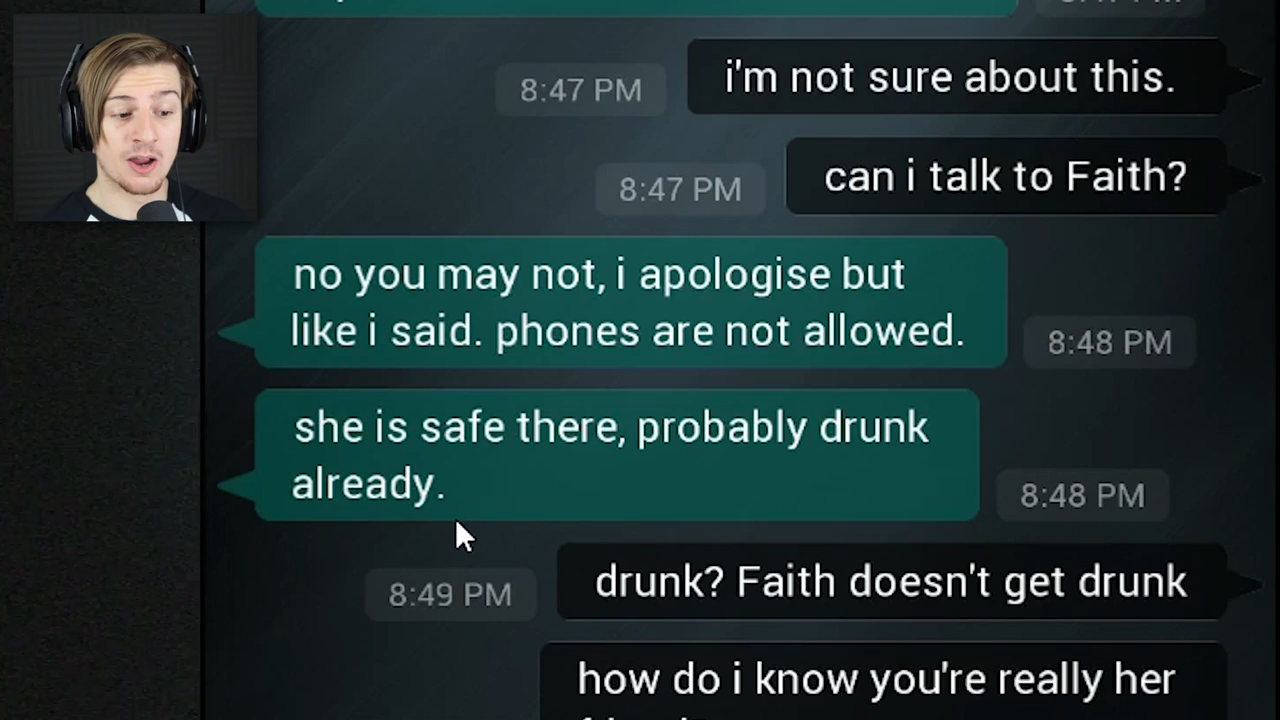 i'm not sure about this.
8:47 PM
can i talk to Faith?
8:47 PM
no you may not, i apologise but
like i said. phones are not allowed.
8:48 PM
she is safe there, probably drunk
already.
8:48 PM
drunk? Faith doesn't get drunk
8:49 PM
how do i know you're really her